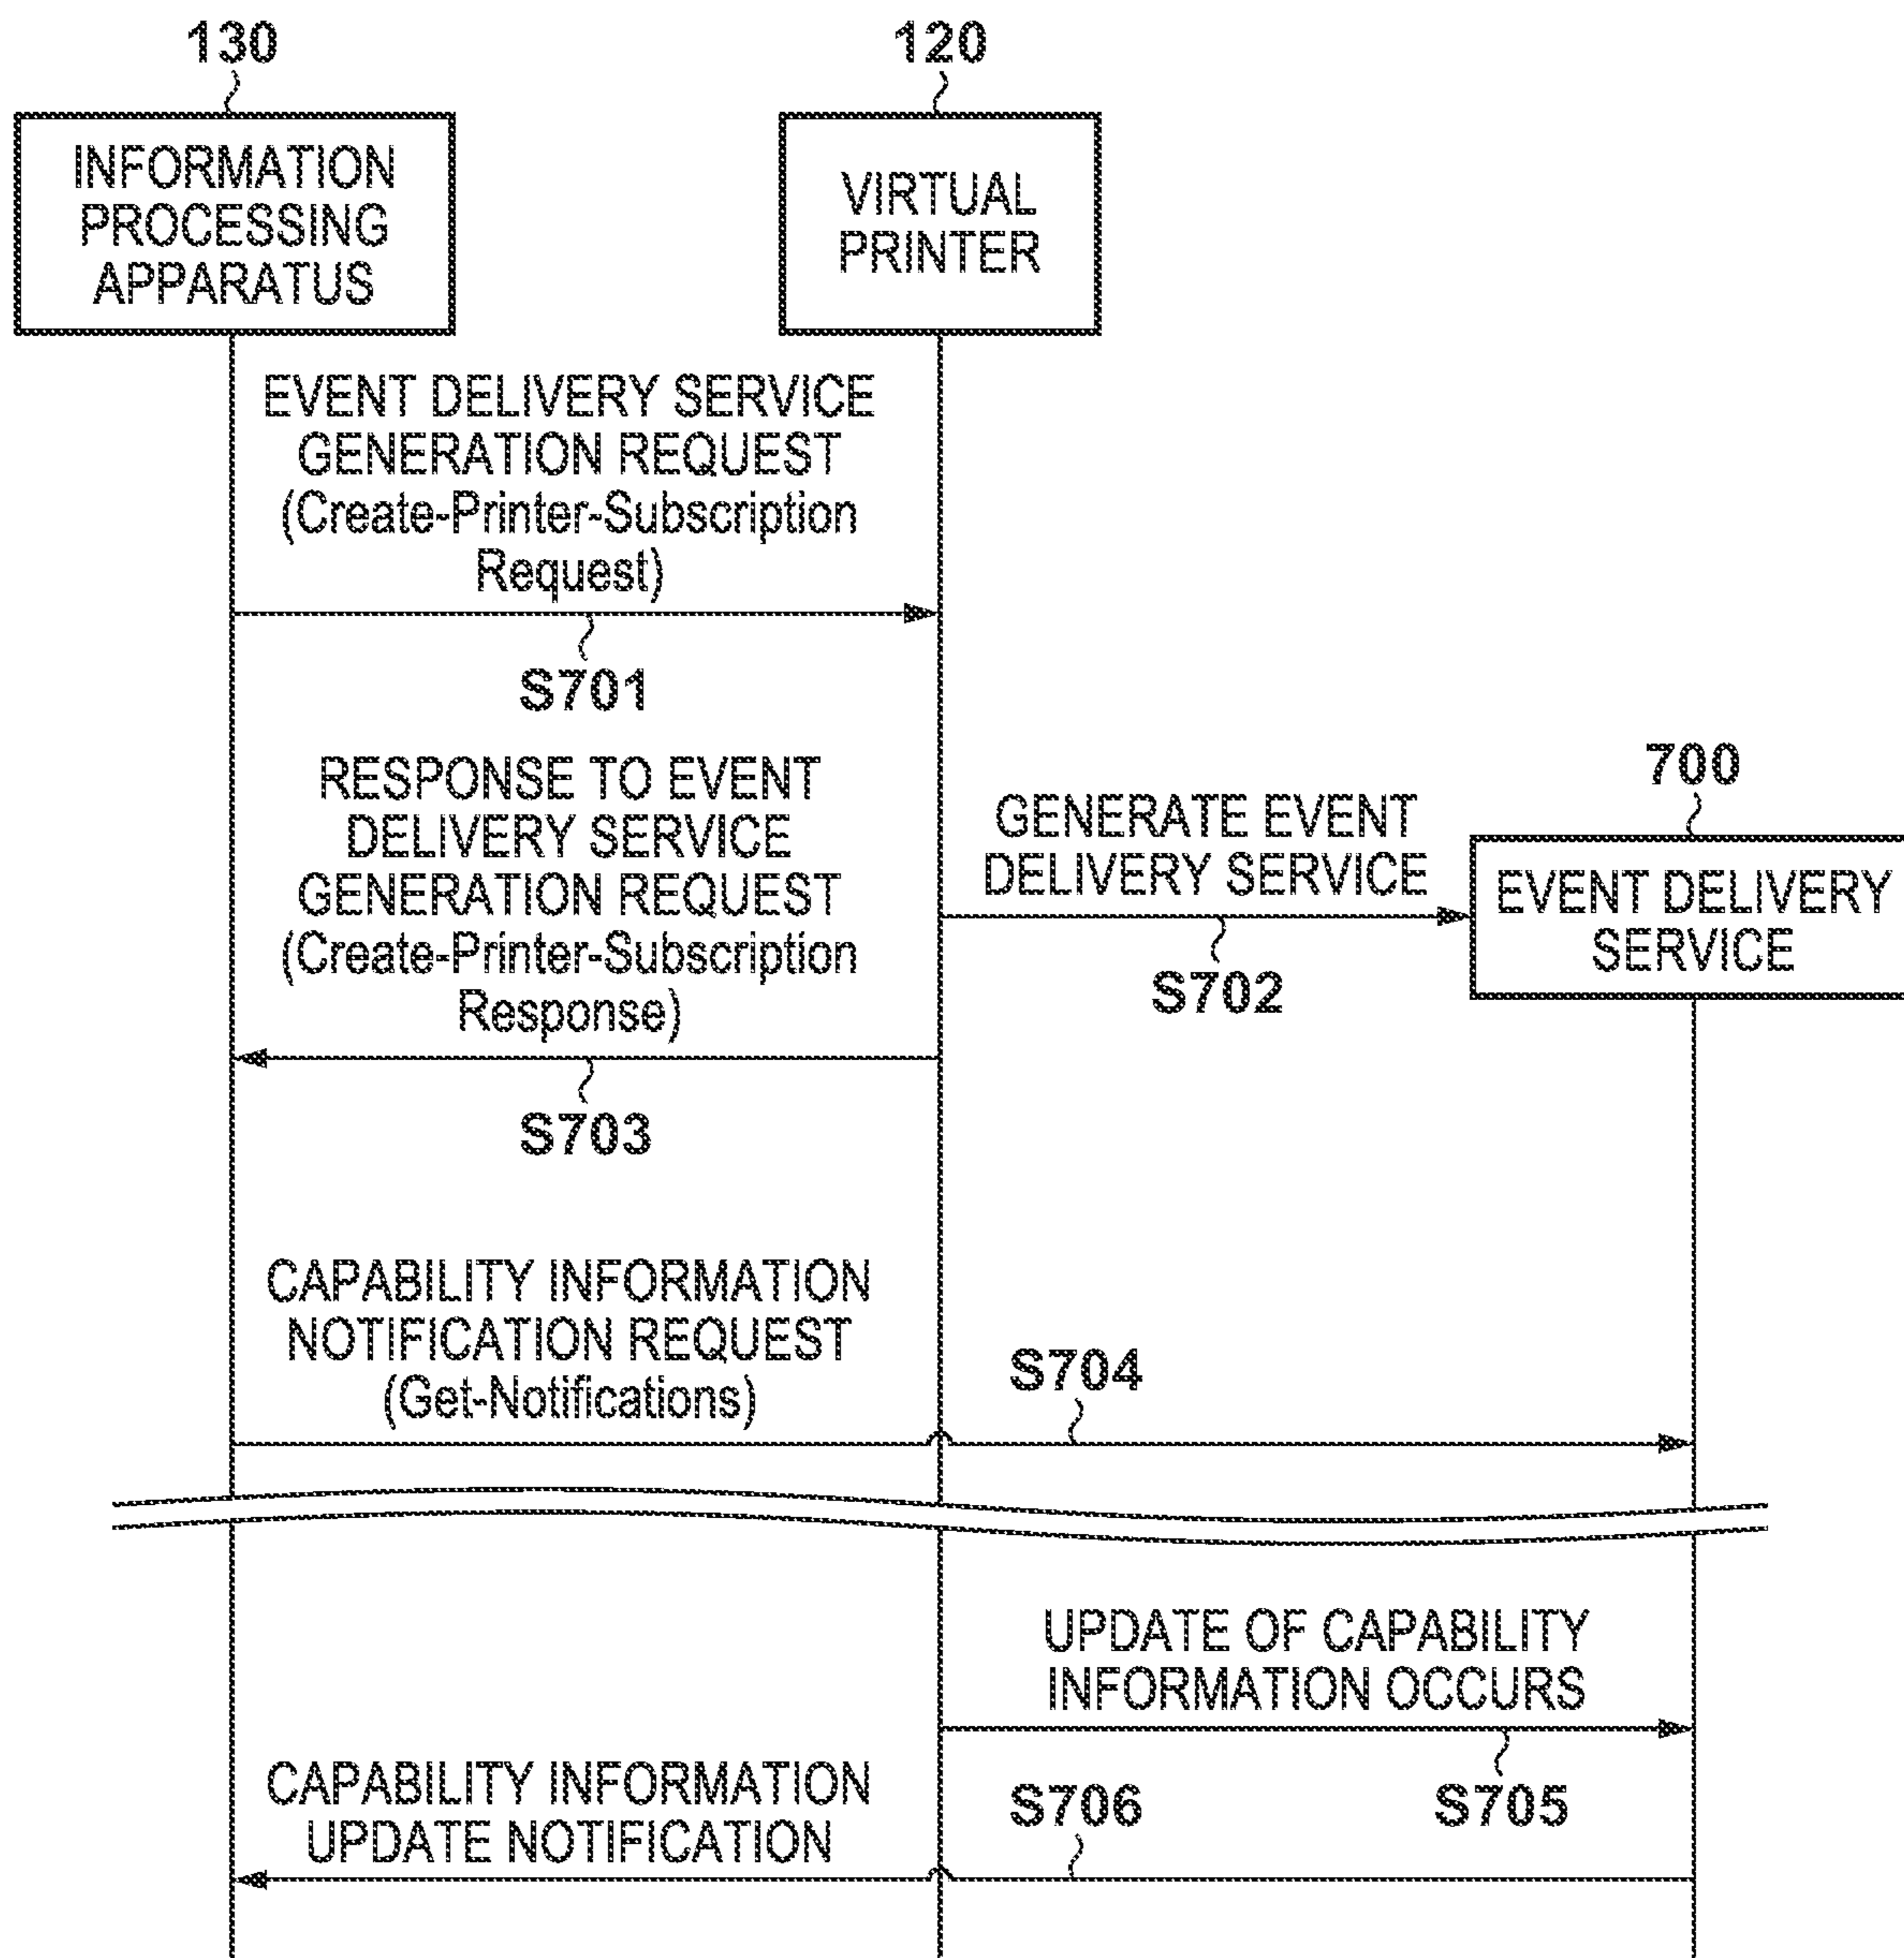 130
120
INFORMATION
PROCESSING
APPARATUS
VIRTUAL
PRINTER
EVENT DELIVERY SERVICE
GENERATION REQUEST
(Create-Printer-Subscription
Request)
S701
RESPONSE TO EVENT
DELIVERY SERVICE
GENERATION REQUEST
(Create-Printer-Subscription
Response)
S703
GENERATE EVENT
DELIVERY SERVICE
S702
700
EVENT DELIVERY
SERVICE
CAPABILITY INFORMATION
NOTIFICATION REQUEST
(Get-Notifications)
S704
UPDATE OF CAPABILITY
INFORMATION OCCURS
S705
CAPABILITY INFORMATION
UPDATE NOTIFICATION
S706